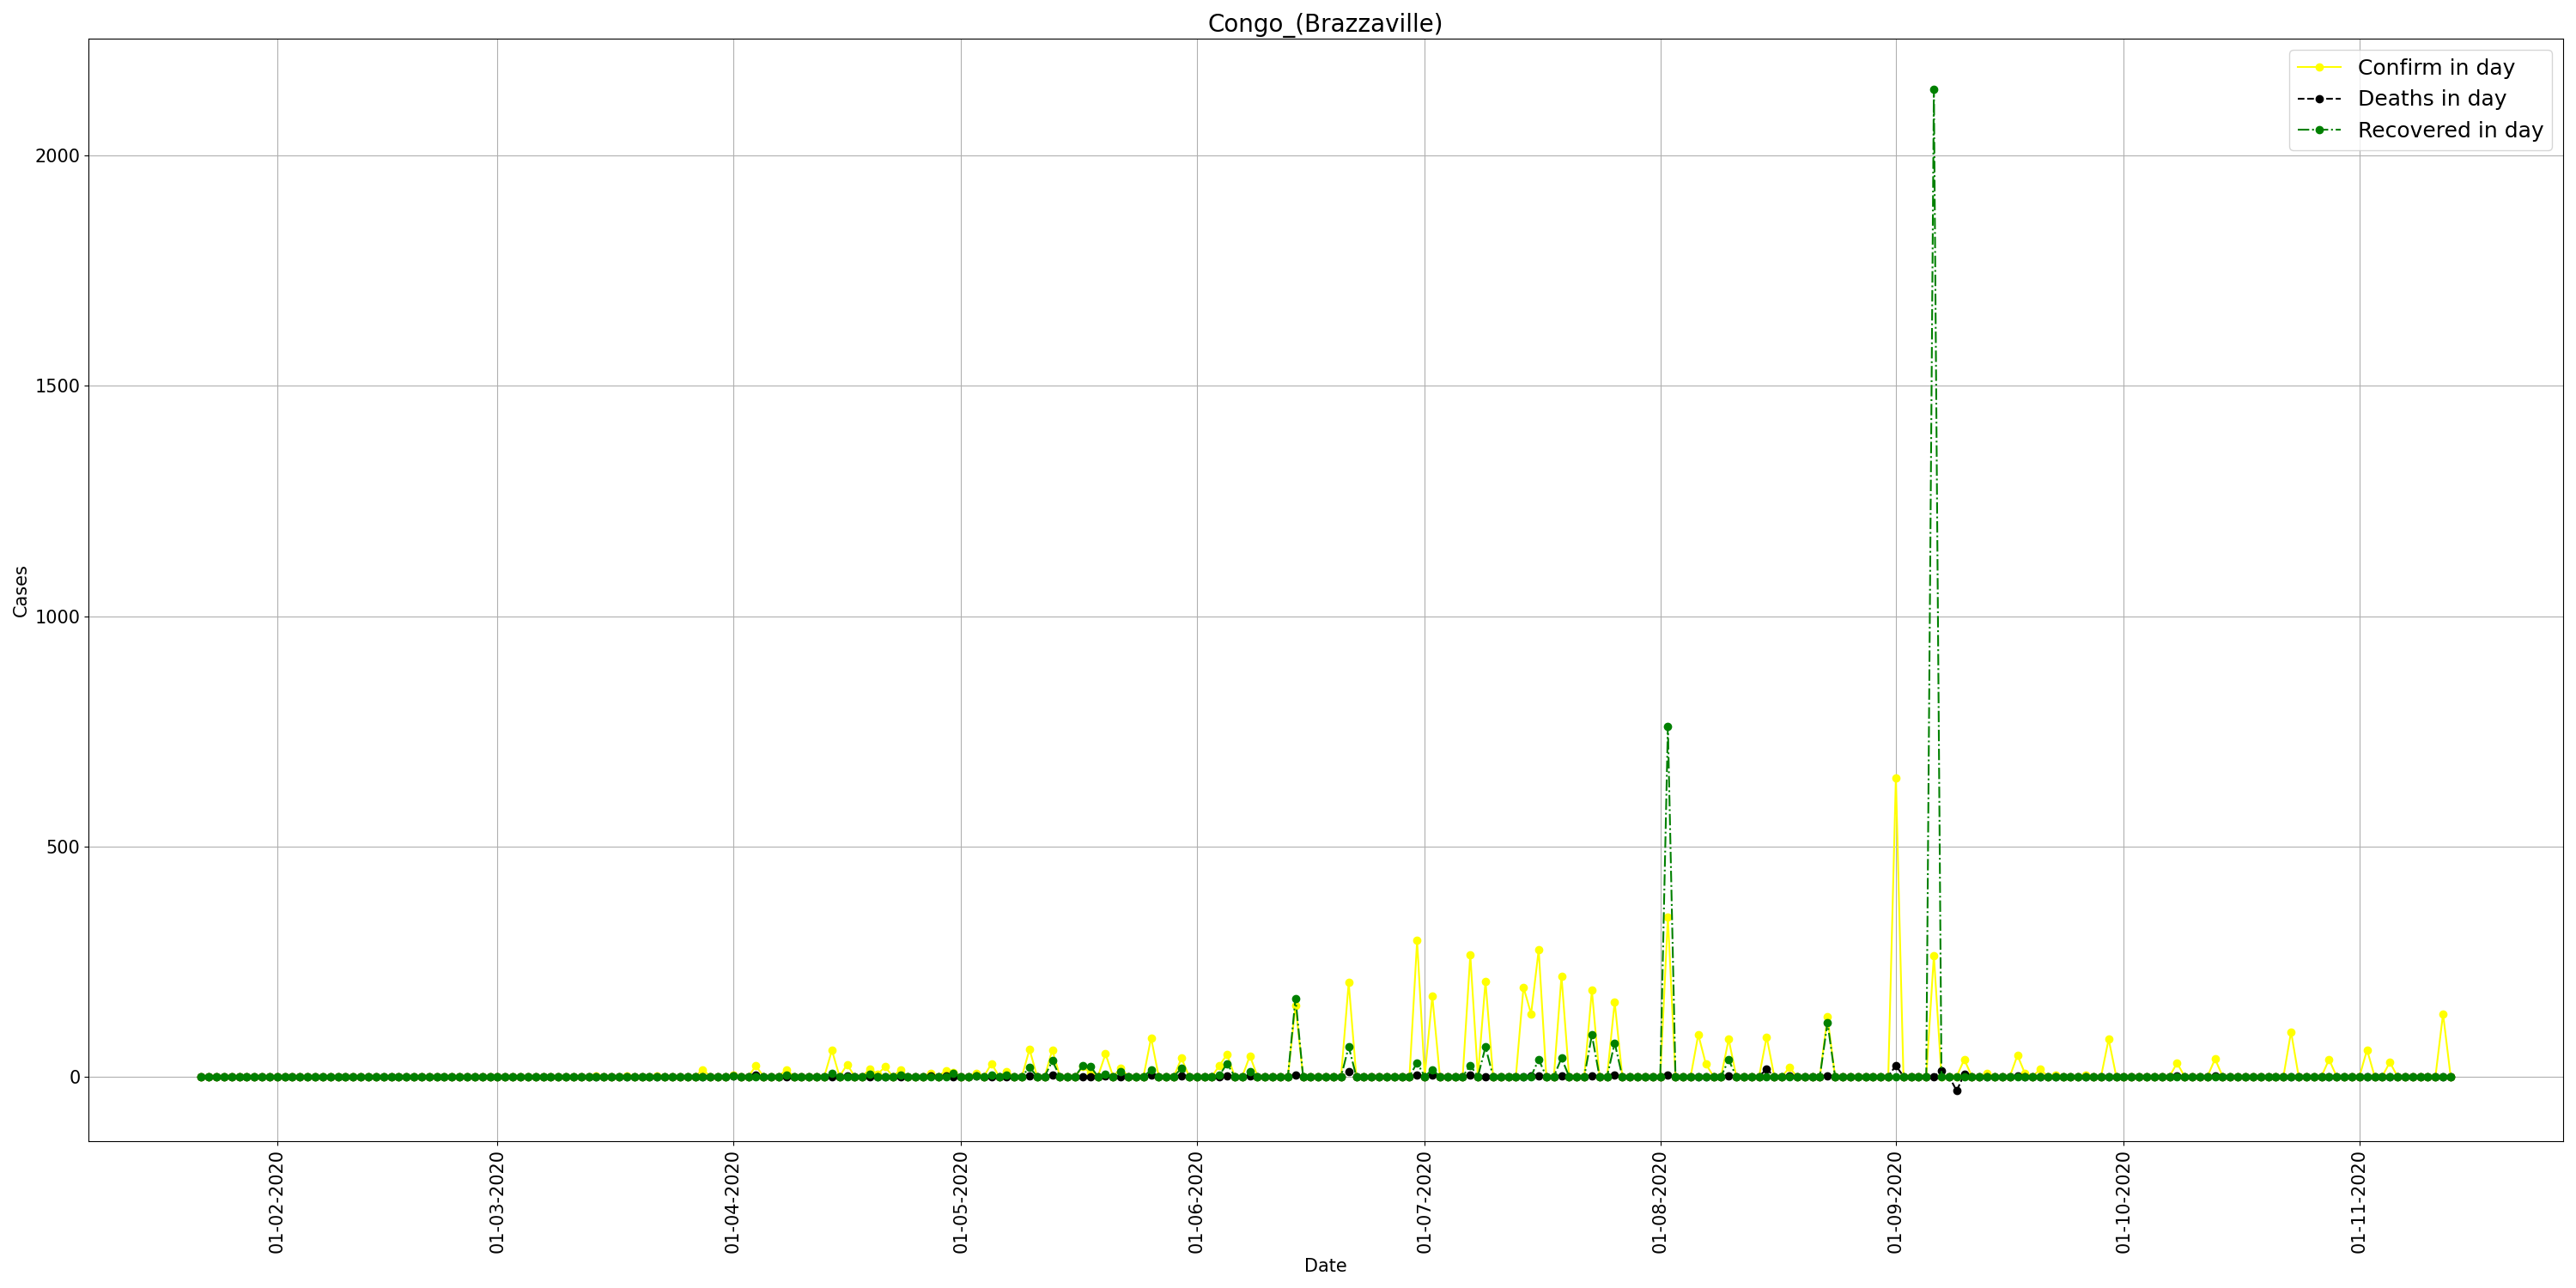 Congo_(Brazzaville)
Confirm in day
Deaths in day
Recovered in day
2000
1500
1000
500
0
Cases
01-02-2020
01-03-2020
01-04-2020
01-05-2020
01-06-2020
01-07-2020
01-08-2020
01-09-2020
01-10-2020
01-11-2020
Date